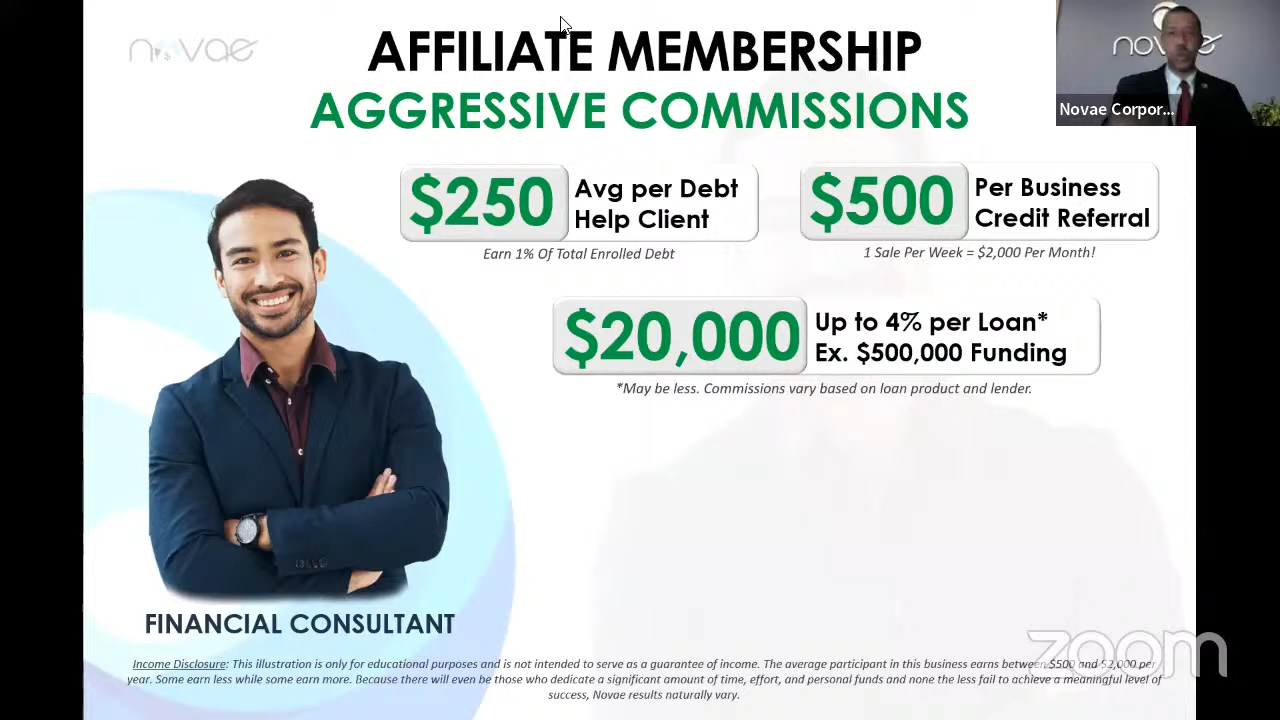 novae
AFFILIATE MEMBERSHIP
AGGRESSIVE COMMISSIONS
novae
Novae Corpor...
$250
Avg per Debt
Help Client
Earn 1% Of Total Enrolled Debt
$500
Per Business
Credit Referral
1 Sale Per Week = $2,000 Per Month!
$20,000
Up to 4% per Loan*
Ex. $500,000 Funding
*May be less. Commissions vary based on loan product and lender.
FINANCIAL CONSULTANT
zoom
Income Disclosure: This illustration is only for educational purposes and is not intended to serve as a guarantee of income. The average participant in this business earns between $500 and $2,000 per
year. Some earn less while some earn more. Because there will even be those who dedicate a significant amount of time, effort, and personal funds and none the less fail to achieve a meaningful level of
success, Novae results naturally vary.